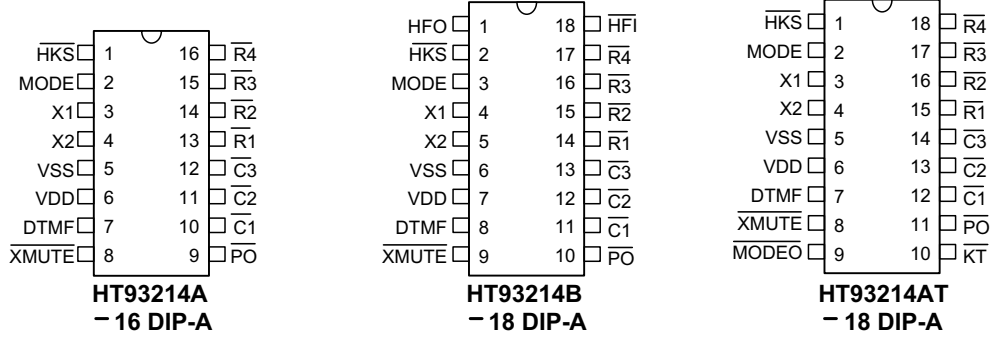 HKS 1 16 R4
MODE 2 15 R3
X1 3 14 R2
X2 4 13 R1
VSS 5 12 C3
VDD 6 11 C2
DTMF 7 10 C1
XMUTE 8 9 PO
HT93214A
– 16 DIP-A
HFO 1 18 HFI
HKS 2 17 R4
MODE 3 16 R3
X1 4 15 R2
X2 5 14 R1
VSS 6 13 C3
VDD 7 12 C2
DTMF 8 11 C1
XMUTE 9 10 PO
HT93214B
– 18 DIP-A
HKS 1 18 R4
MODE 2 17 R3
X1 3 16 R2
X2 4 15 R1
VSS 5 14 C3
VDD 6 13 C2
DTMF 7 12 C1
XMUTE 8 11 PO
MODEO 9 10 KT
HT93214AT
– 18 DIP-A